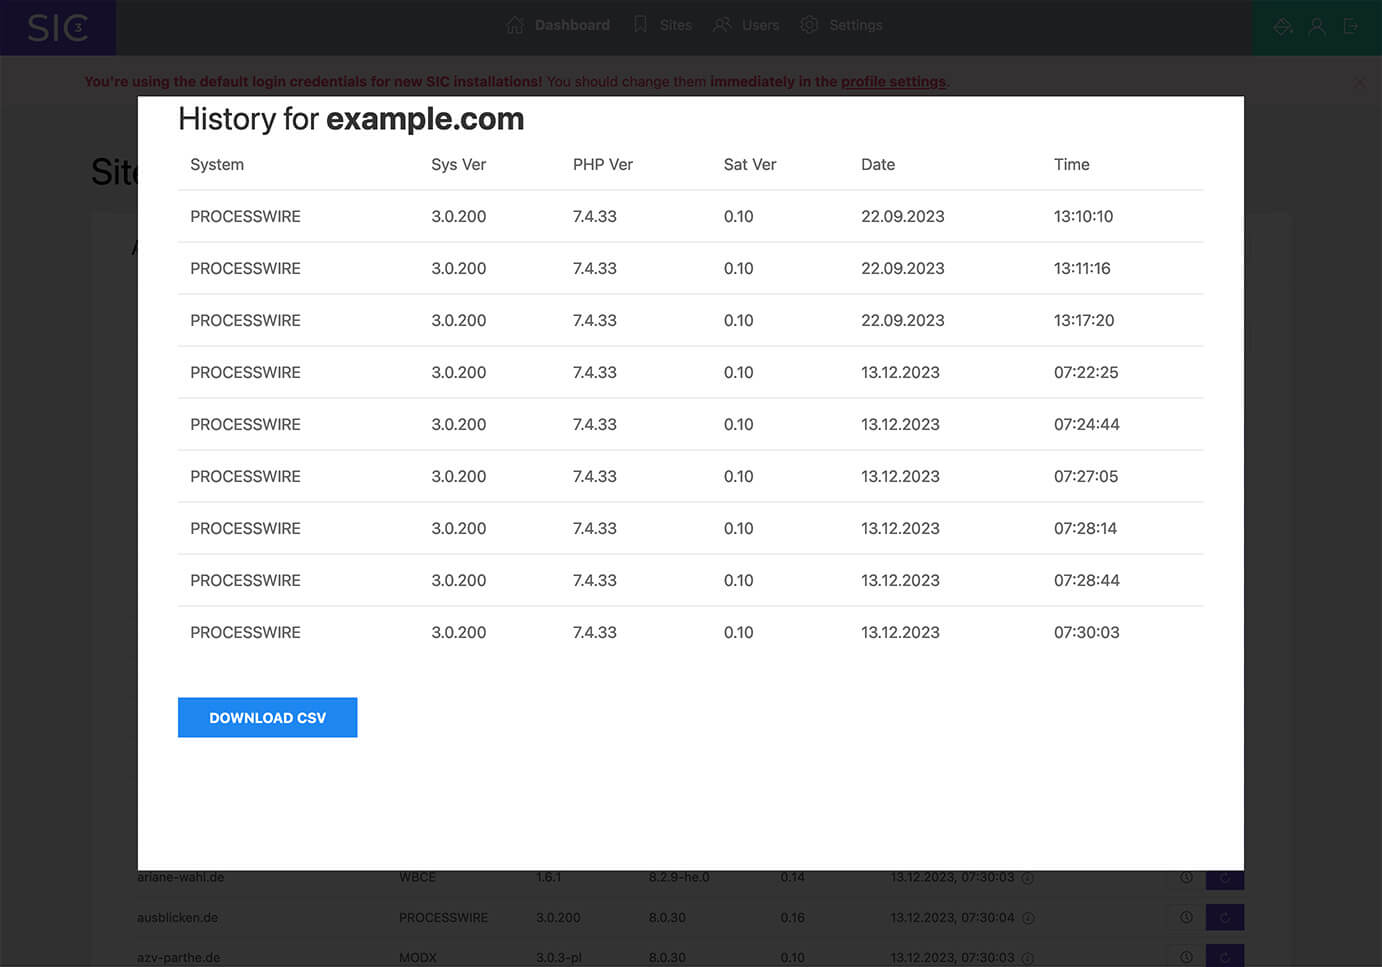 SIC3 Dashboard Sites Users Settings
You're using the default login credentials for new SIC installations! You should change them immediately in the profile settings.
History for example.com
System Sys Ver PHP Ver Sat Ver Date Time
PROCESSWIRE 3.0.200 7.4.33 0.10 22.09.2023 13:10:10
PROCESSWIRE 3.0.200 7.4.33 0.10 22.09.2023 13:11:16
PROCESSWIRE 3.0.200 7.4.33 0.10 22.09.2023 13:17:20
PROCESSWIRE 3.0.200 7.4.33 0.10 13.12.2023 07:22:25
PROCESSWIRE 3.0.200 7.4.33 0.10 13.12.2023 07:24:44
PROCESSWIRE 3.0.200 7.4.33 0.10 13.12.2023 07:27:05
PROCESSWIRE 3.0.200 7.4.33 0.10 13.12.2023 07:28:14
PROCESSWIRE 3.0.200 7.4.33 0.10 13.12.2023 07:28:44
PROCESSWIRE 3.0.200 7.4.33 0.10 13.12.2023 07:30:03
DOWNLOAD CSV
ariane-wahl.de WBCE 1.6.1 8.2.9-he.0 0.14 13.12.2023, 07:30:03
ausblicken.de PROCESSWIRE 3.0.200 8.0.30 0.16 13.12.2023, 07:30:04
azv-parthe.de MODX 3.0.3-pl 8.0.30 0.10 13.12.2023, 07:30:03